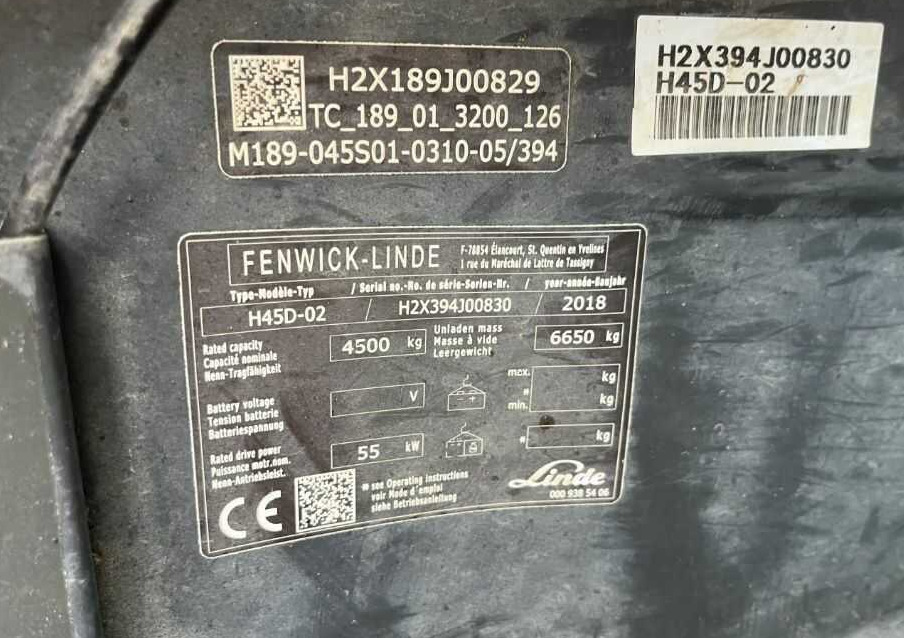 H2X189J00829
TC_189_01_3200_126
M189-045S01-0310-05/394
H2X394J00830
H45D-02
FENWICK-LINDE
F-78854 Élancourt, St. Quentin en Yvelines
1 rue du Maréchal de Lattre de Tassigny
Type-Modèle-Typ / Serial no.-No. de série-Serien-Nr. / year-année-Baujahr
H45D-02 / H2X394J00830 / 2018
Rated capacity
Capacité nominale
Nenn-Tragfähigkeit
4500 kg
Unladen mass
Masse à vide
Leergewicht
6650 kg
Battery voltage
Tension batterie
Batteriespannung
V
max. kg
*
min. kg
Rated drive power
Puissance motr.nom.
Nenn-Antriebsleist.
55 kW
* kg
CE
* see Operating instructions
voir Mode d'emploi
siehe Betriebsanleitung
Linde
000 938 54 06